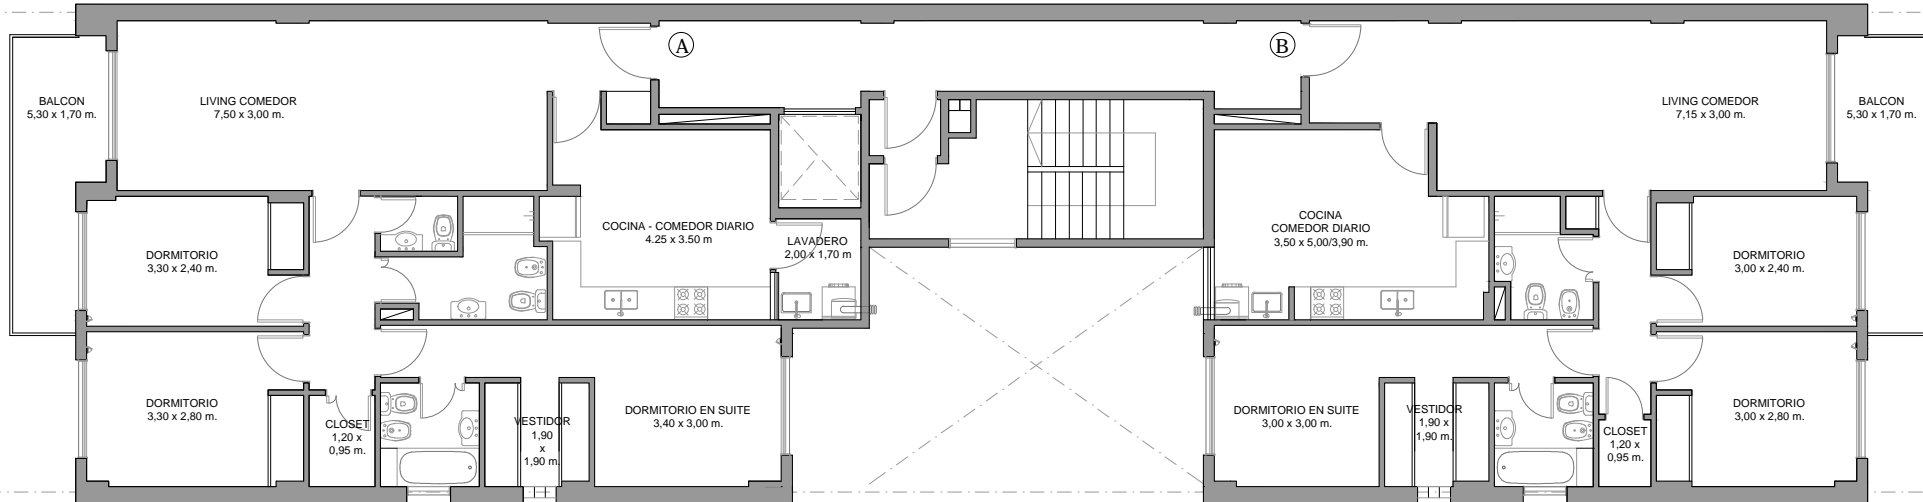 A
B
BALCON
5,30 x 1,70 m.
LIVING COMEDOR
7,50 x 3,00 m.
LIVING COMEDOR
7,15 x 3,00 m.
BALCON
5,30 x 1,70 m.
DORMITORIO
3,30 x 2,40 m.
COCINA - COMEDOR DIARIO
4.25 x 3.50 m
LAVADERO
2,00 x 1,70 m
COCINA
COMEDOR DIARIO
3,50 x 5,00/3,90 m.
DORMITORIO
3,00 x 2,40 m.
DORMITORIO
3,30 x 2,80 m.
CLOSET
1,20 x
0,95 m.
VESTIDOR
1,90
x
1,90 m.
DORMITORIO EN SUITE
3,40 x 3,00 m.
DORMITORIO EN SUITE
3,00 x 3,00 m.
VESTIDOR
1,90 x
1,90 m.
CLOSET
1,20 x
0,95 m.
DORMITORIO
3,00 x 2,80 m.